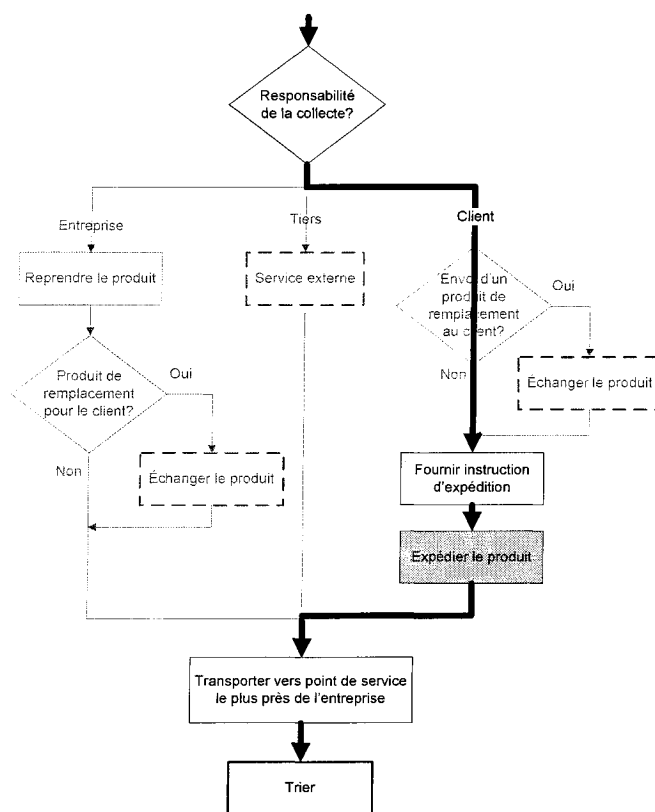 Responsabilité
de la collecte?
Entreprise
Tiers
Client
Reprendre le produit
Service externe
Envoi d'un
produit de
remplacement
au client?
Oui
Non
Échanger le produit
Produit de
remplacement
pour le client?
Oui
Non
Échanger le produit
Fournir instruction
d'expédition
Expédier le produit
Transporter vers point de service
le plus près de l'entreprise
Trier